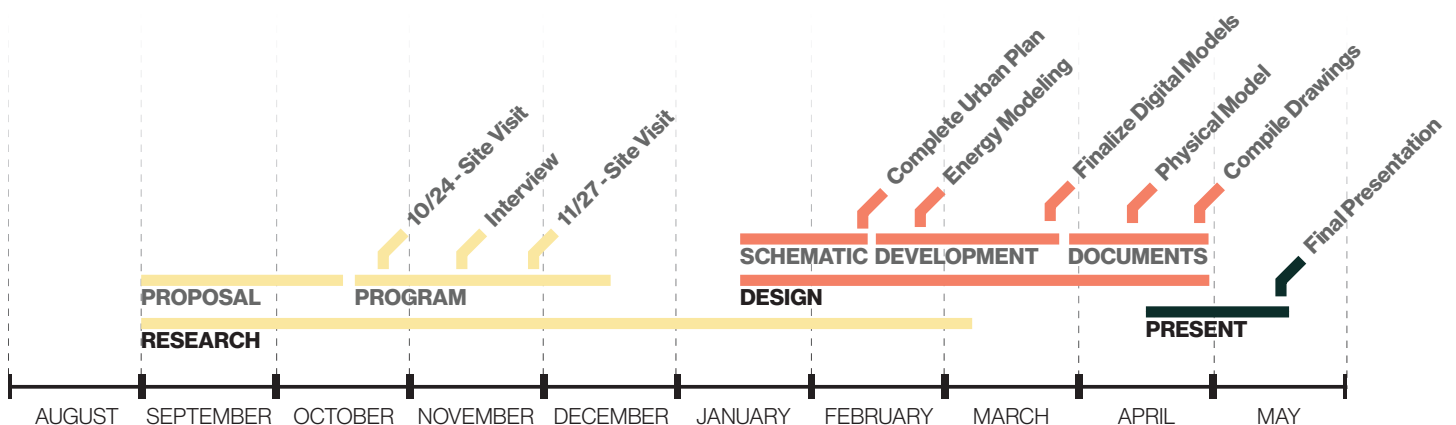 10/24 - Site Visit
Interview
11/27 - Site Visit
Complete Urban Plan
Energy Modeling
Finalize Digital Models
Physical Model
Compile Drawings
Final Presentation
SCHEMATIC DEVELOPMENT DOCUMENTS
PROPOSAL PROGRAM DESIGN
RESEARCH PRESENT
AUGUST SEPTEMBER OCTOBER NOVEMBER DECEMBER JANUARY FEBRUARY MARCH APRIL MAY